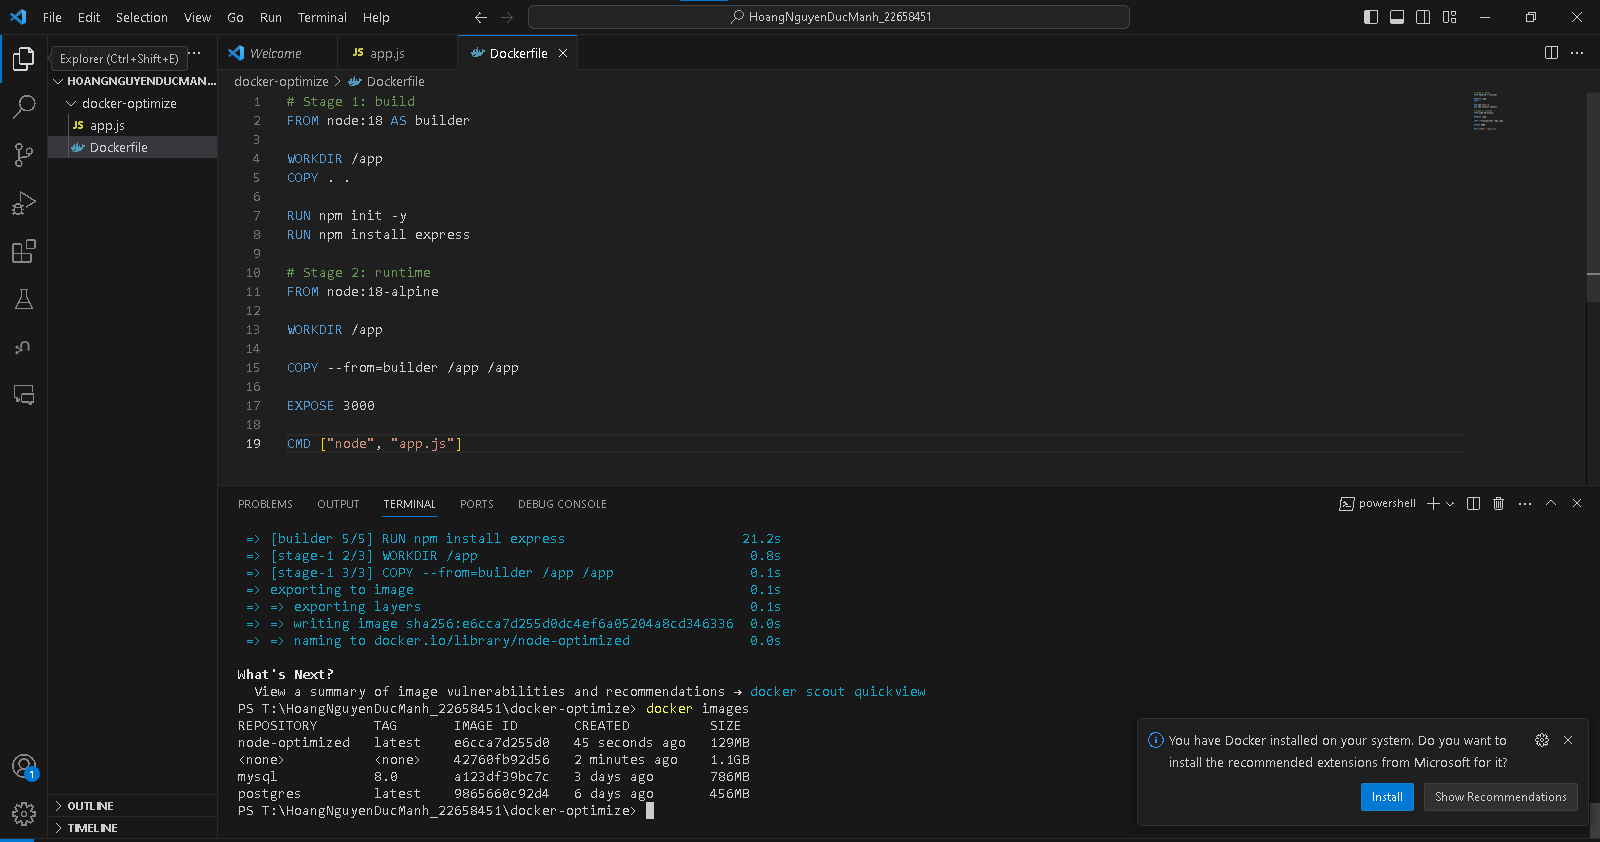 File Edit Selection View Go Run Terminal Help
HoangNguyenDucManh_22658451
Explorer (Ctrl+Shift+E)
Welcome
JS app.js
Dockerfile
HOANGNGUYENDUCMAN...
docker-optimize
JS app.js
Dockerfile
docker-optimize > Dockerfile
1 # Stage 1: build
2 FROM node:18 AS builder
3
4 WORKDIR /app
5 COPY . .
6
7 RUN npm init -y
8 RUN npm install express
9
10 # Stage 2: runtime
11 FROM node:18-alpine
12
13 WORKDIR /app
14
15 COPY --from=builder /app /app
16
17 EXPOSE 3000
18
19 CMD ["node", "app.js"]
PROBLEMS OUTPUT TERMINAL PORTS DEBUG CONSOLE
powershell
=> [builder 5/5] RUN npm install express 21.2s
=> [stage-1 2/3] WORKDIR /app 0.8s
=> [stage-1 3/3] COPY --from=builder /app /app 0.1s
=> exporting to image 0.1s
=> => exporting layers 0.1s
=> => writing image sha256:e6cca7d255d0dc4ef6a05204a8cd346336 0.0s
=> => naming to docker.io/library/node-optimized 0.0s
What's Next?
View a summary of image vulnerabilities and recommendations → docker scout quickview
PS T:\HoangNguyenDucManh_22658451\docker-optimize> docker images
REPOSITORY TAG IMAGE ID CREATED SIZE
node-optimized latest e6cca7d255d0 45 seconds ago 129MB
<none> <none> 42760fb92d56 2 minutes ago 1.1GB
mysql 8.0 a123df39bc7c 3 days ago 786MB
postgres latest 9865660c92d4 6 days ago 456MB
PS T:\HoangNguyenDucManh_22658451\docker-optimize>
1
OUTLINE
TIMELINE
You have Docker installed on your system. Do you want to
install the recommended extensions from Microsoft for it?
Install
Show Recommendations